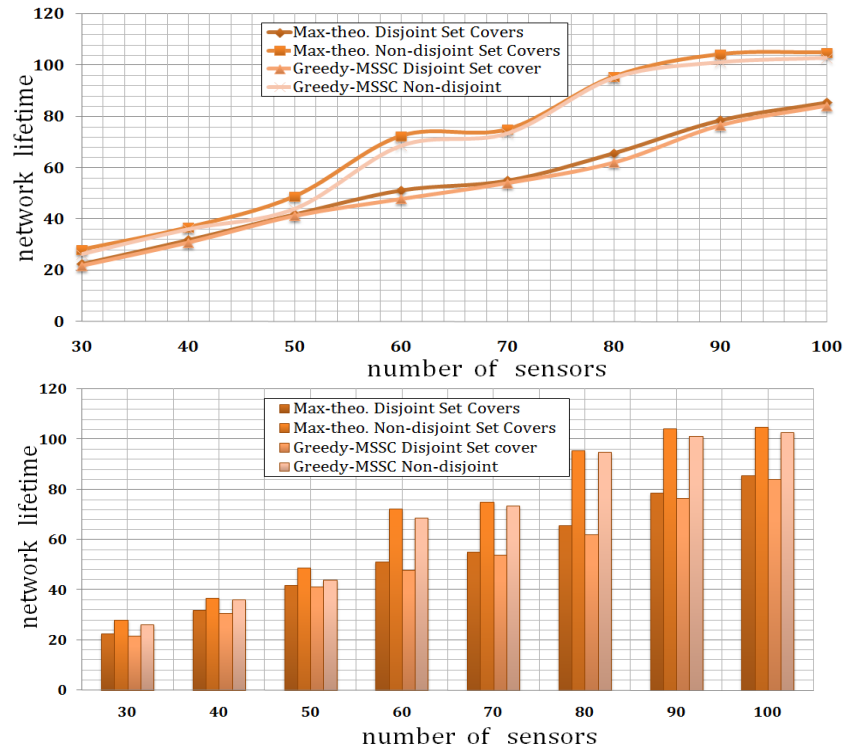 120
100
80
60
40
20
0
network lifetime
Max-theo. Disjoint Set Covers
Max-theo. Non-disjoint Set Covers
Greedy-MSSC Disjoint Set cover
Greedy-MSSC Non-disjoint
30 40 50 60 70 80 90 100
number of sensors
120
100
80
60
40
20
0
network lifetime
Max-theo. Disjoint Set Covers
Max-theo. Non-disjoint Set Covers
Greedy-MSSC Disjoint Set cover
Greedy-MSSC Non-disjoint
30 40 50 60 70 80 90 100
number of sensors